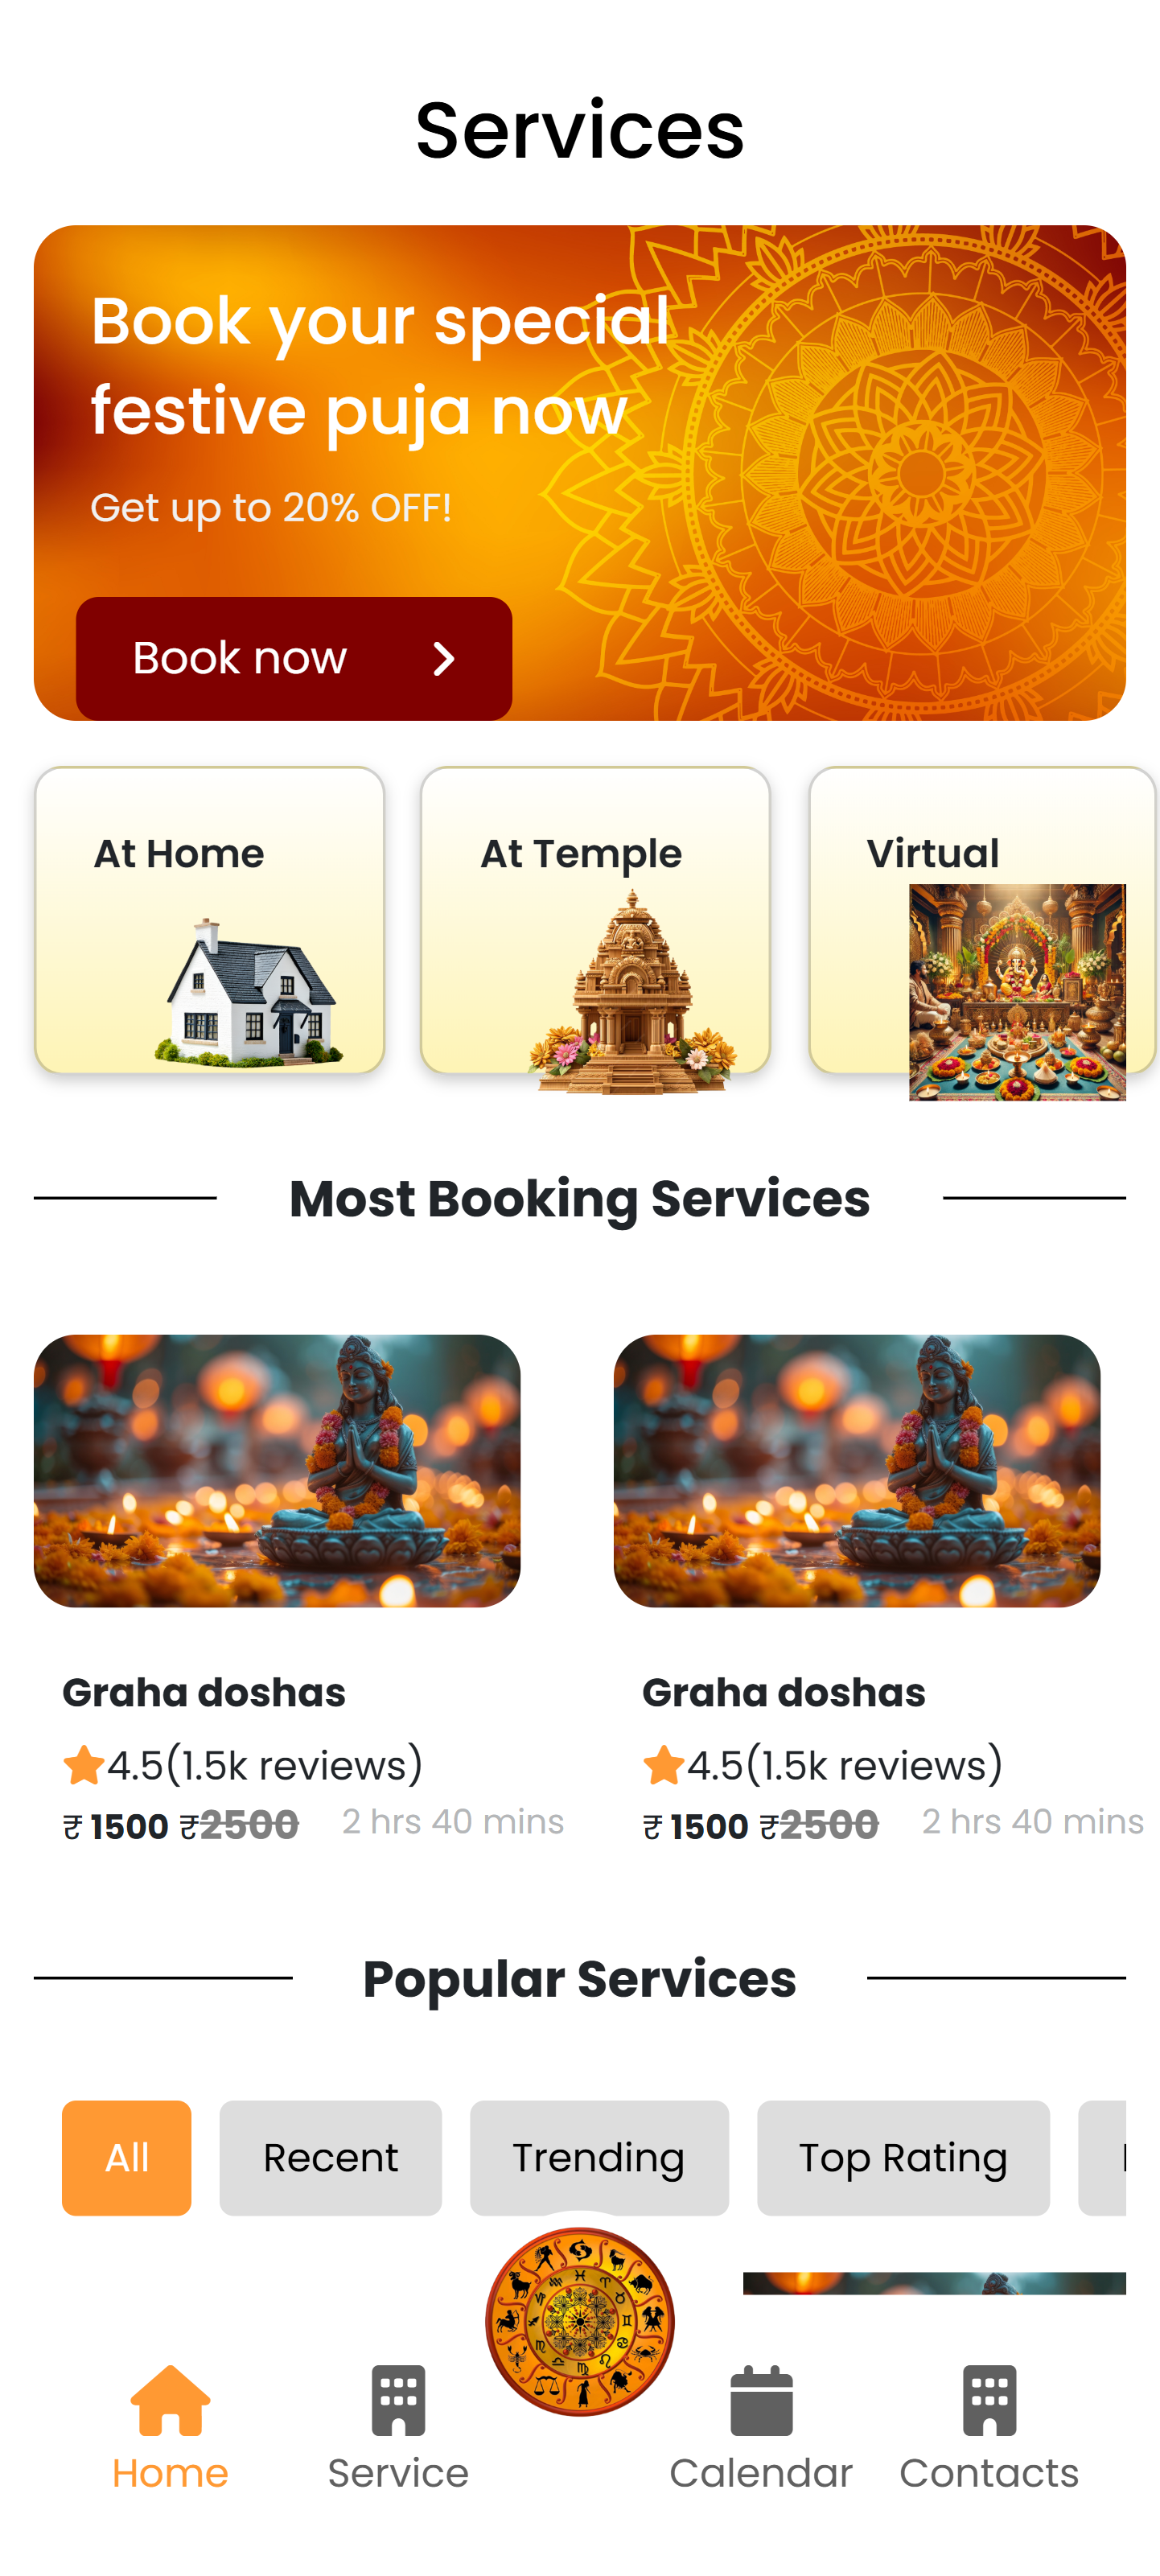 Services
Book your special
festive puja now
Get up to 20% OFF!
Book now
At Home
At Temple
Virtual
Most Booking Services
Graha doshas
4.5(1.5k reviews)
₹ 1500 ₹2500 2 hrs 40 mins
Graha doshas
4.5(1.5k reviews)
₹ 1500 ₹2500 2 hrs 40 mins
Popular Services
All Recent Trending Top Rating
Home Service Calendar Contacts